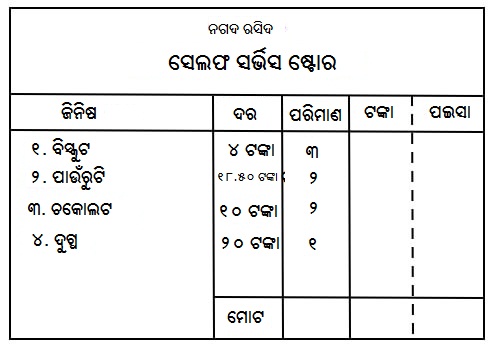 ନଗଦ ରସିଦ
ସେଲଫ ସର୍ଭିସ ଷ୍ଟୋର
ଜିନିଷ ଦର ପରିମାଣ ଟଙ୍କା ପଇସା
୧. ବିସ୍କୁଟ ୪ ଟଙ୍କା ୩
୨. ପାଉଁରୁଟି ୧୮.୫୦ ଟଙ୍କା ୨
୩. ଚକୋଲଟ ୧୦ ଟଙ୍କା ୨
୪. ଦୁଗ୍ଧ ୨୦ ଟଙ୍କା ୧
ମୋଟ